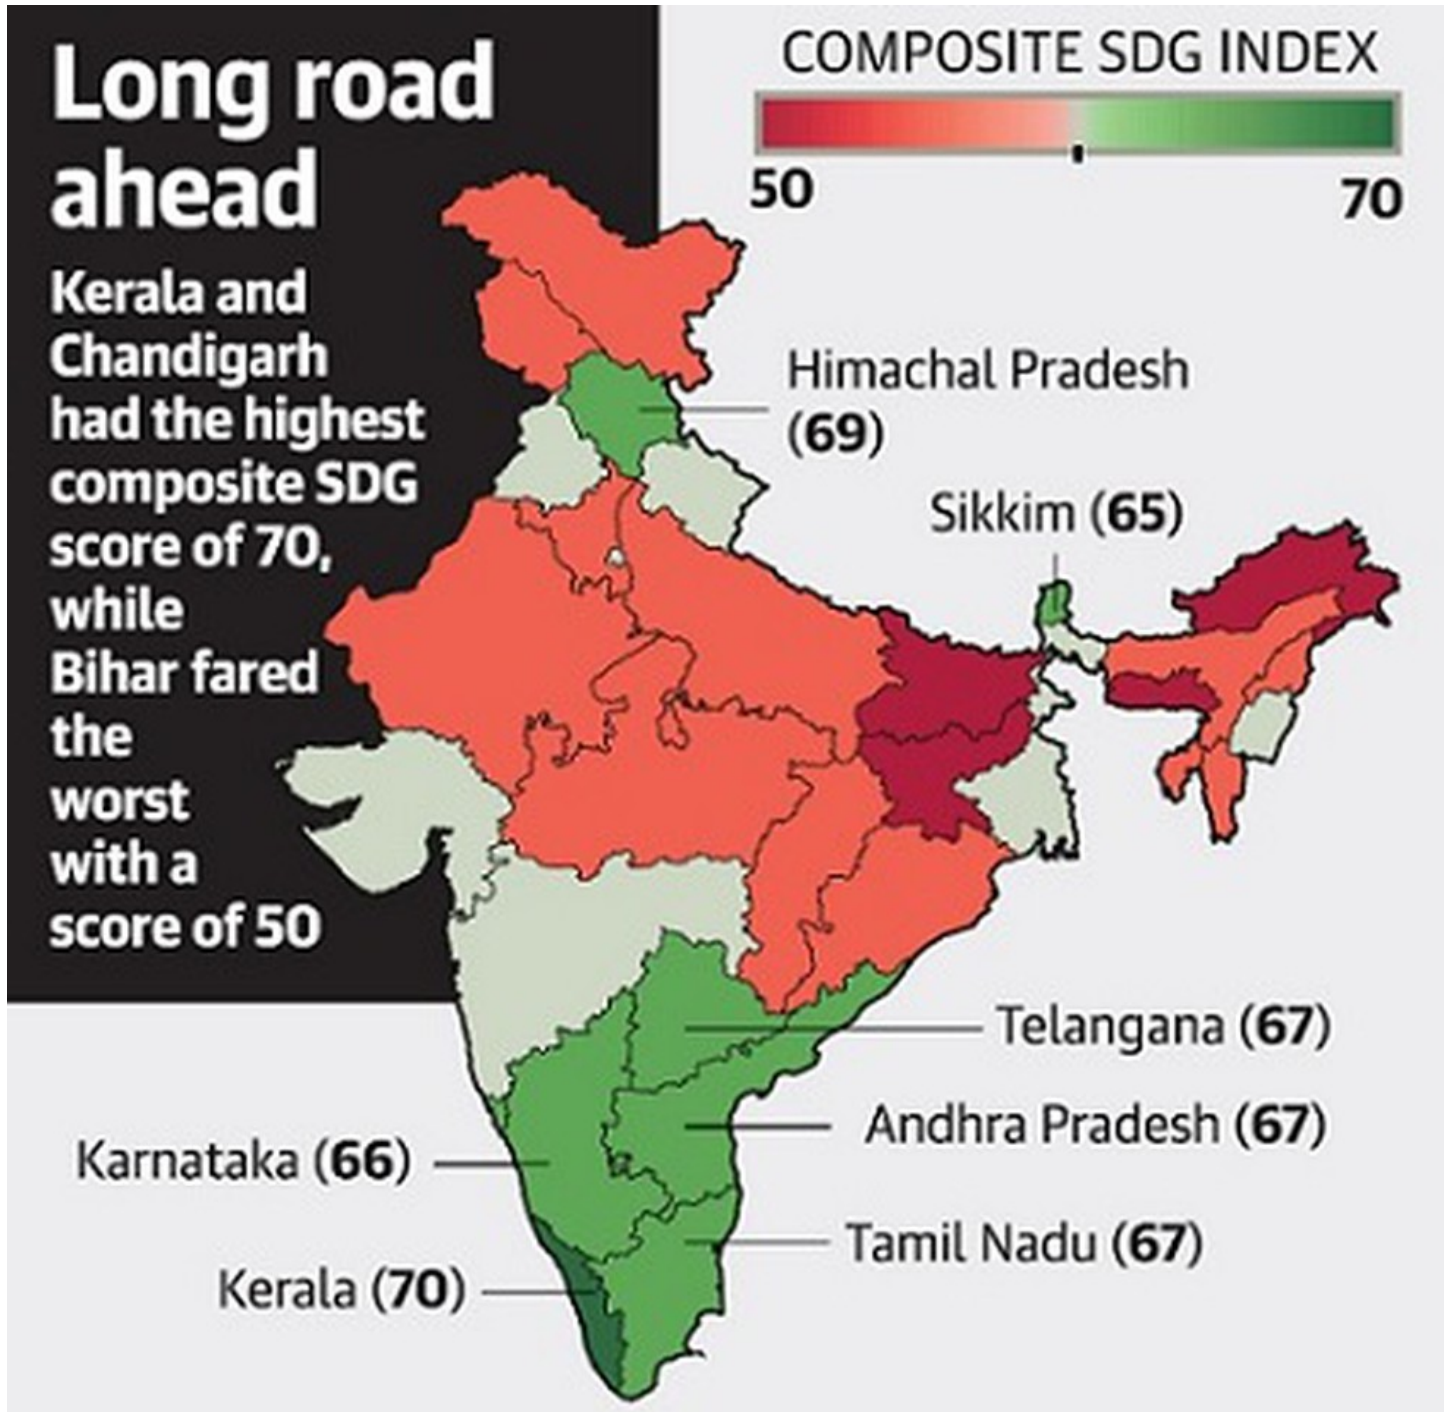 Long road
ahead
Kerala and
Chandigarh
had the highest
composite SDG
score of 70,
while
Bihar fared
the
worst
with a
score of 50
COMPOSITE SDG INDEX
50
70
Himachal Pradesh
(69)
Sikkim (65)
Telangana (67)
Andhra Pradesh (67)
Karnataka (66)
Tamil Nadu (67)
Kerala (70)